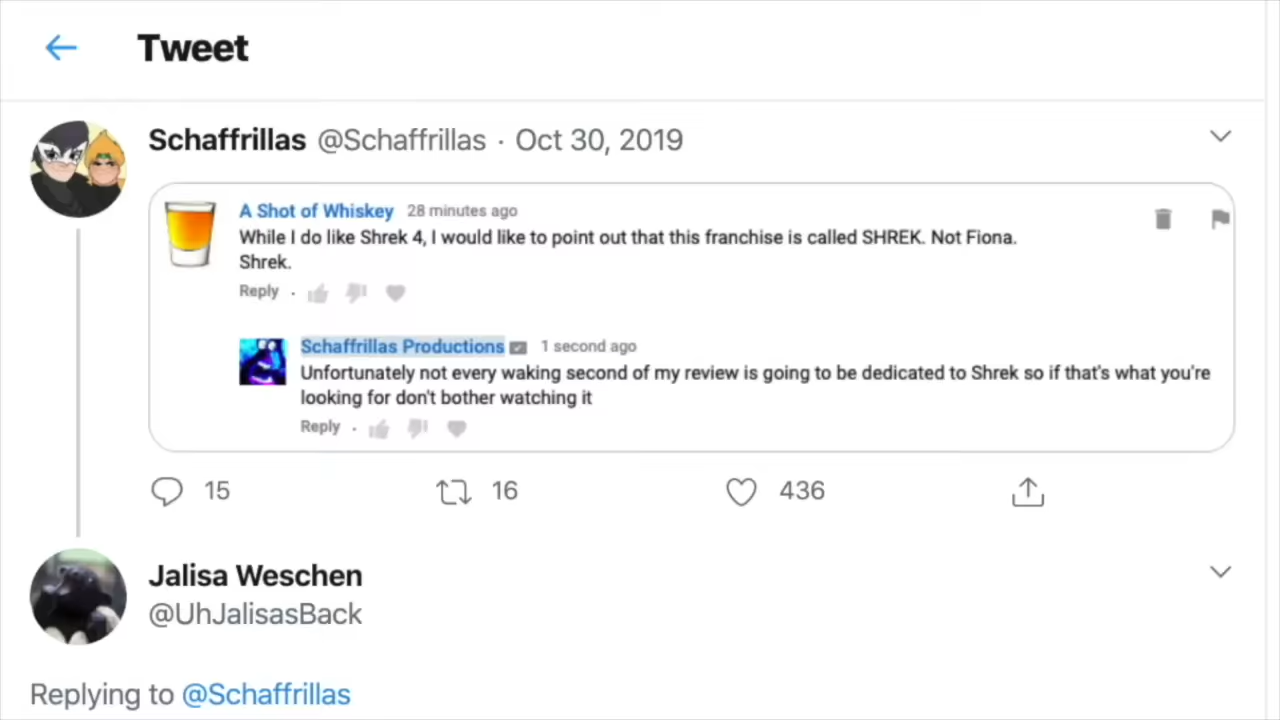 Tweet
Schaffrillas @Schaffrillas · Oct 30, 2019
A Shot of Whiskey 28 minutes ago
While I do like Shrek 4, I would like to point out that this franchise is called SHREK. Not Fiona.
Shrek.
Reply ·
Schaffrillas Productions 1 second ago
Unfortunately not every waking second of my review is going to be dedicated to Shrek so if that's what you're
looking for don't bother watching it
Reply ·
15 16 436
Jalisa Weschen
@UhJalisasBack
Replying to @Schaffrillas